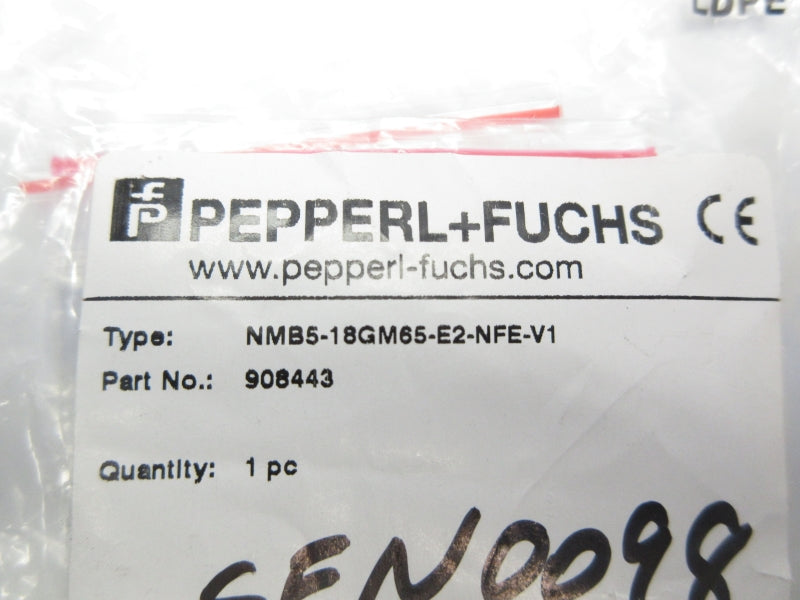 LDPE
PEPPERL+FUCHS CE
www.pepperl-fuchs.com
Type: NMB5-18GM65-E2-NFE-V1
Part No.: 908443
Quantity: 1 pc
SEN0098